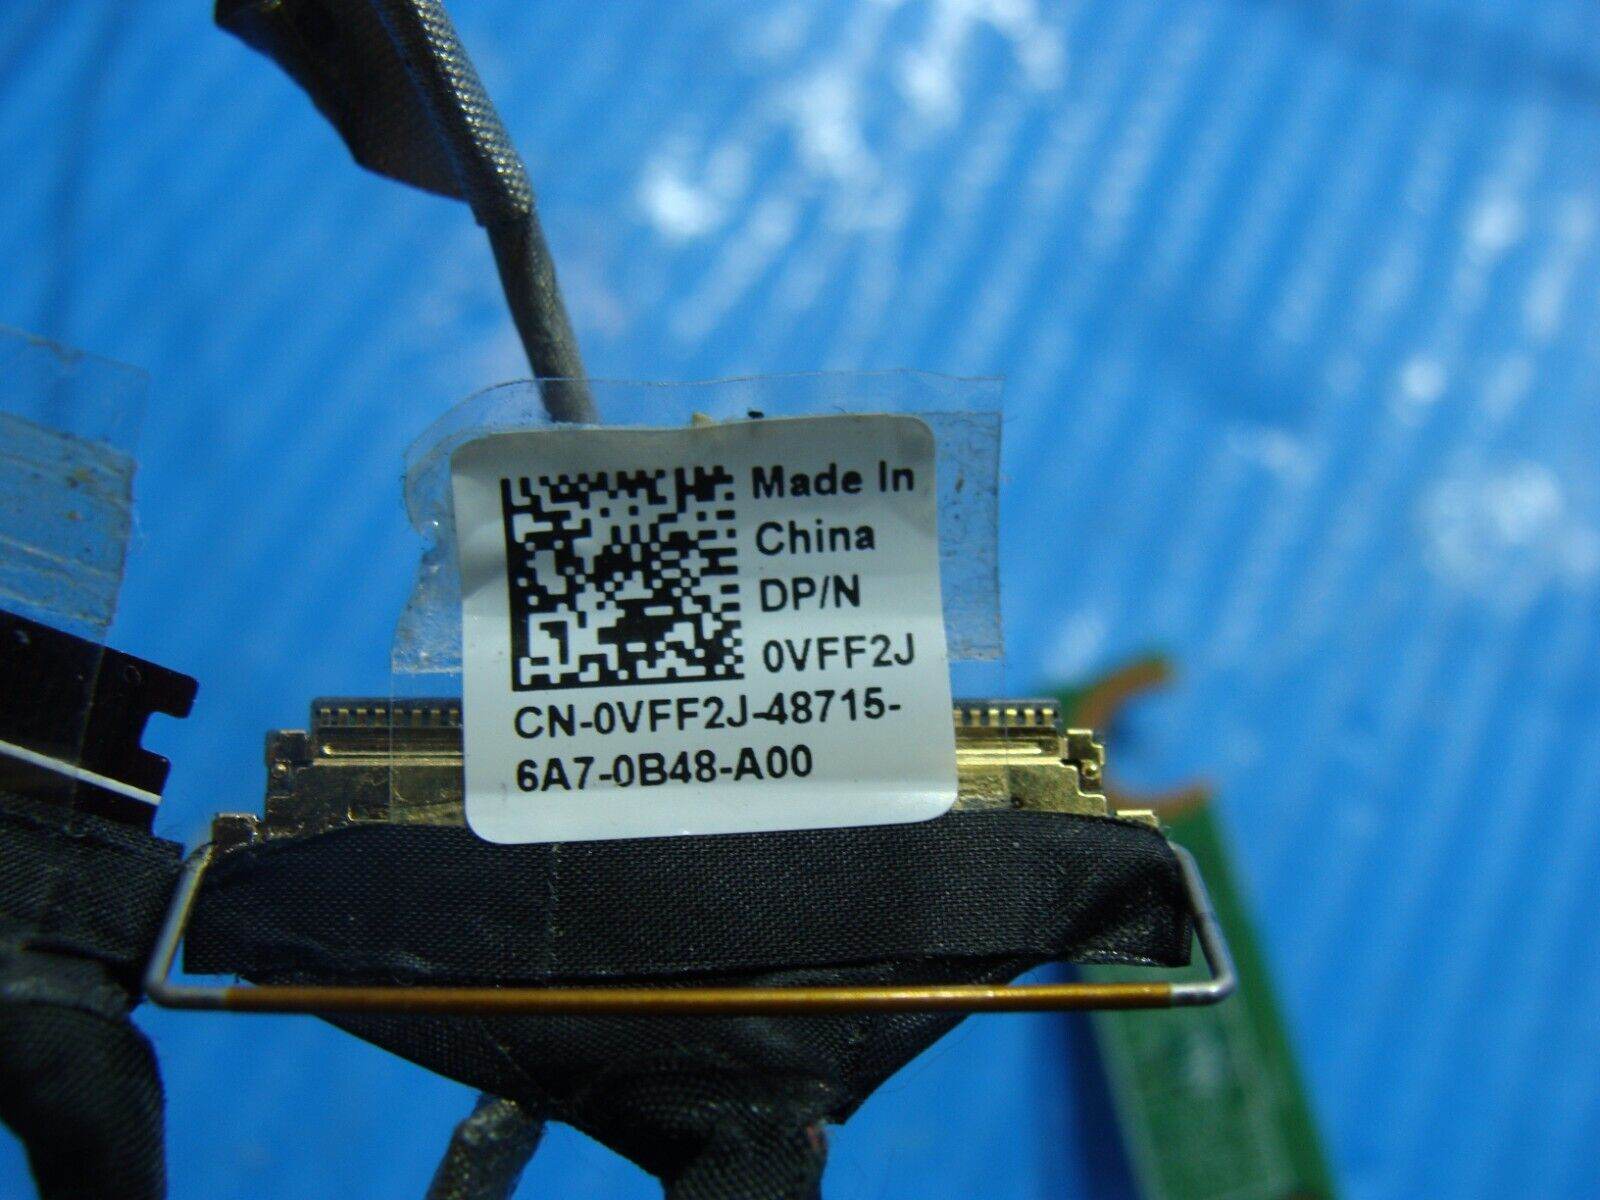 Made In
China
DP/N
0VFF2J
CN-0VFF2J-48715-
6A7-0B48-A00